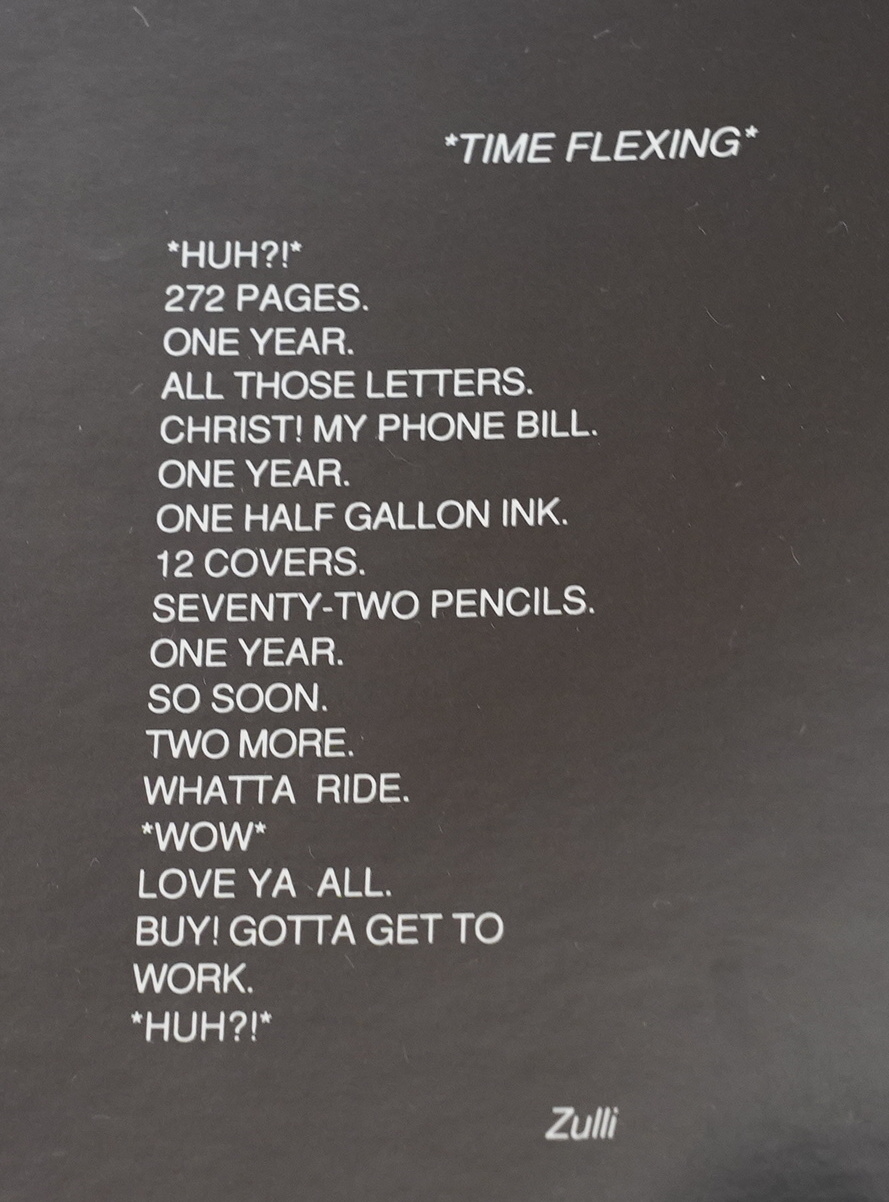 *TIME FLEXING*
*HUH?!*
272 PAGES.
ONE YEAR.
ALL THOSE LETTERS.
CHRIST! MY PHONE BILL.
ONE YEAR.
ONE HALF GALLON INK.
12 COVERS.
SEVENTY-TWO PENCILS.
ONE YEAR.
SO SOON.
TWO MORE.
WHATTA RIDE.
*WOW*
LOVE YA ALL.
BUY! GOTTA GET TO
WORK.
*HUH?!*
Zulli